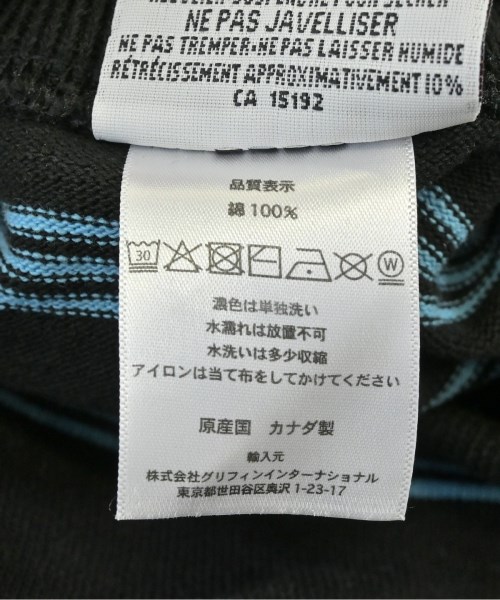 NE PAS JAVELLISER
NE PAS TREMPER·NE PAS LAISSER HUMIDE
RÉTRÉCISSEMENT APPROXIMATIVEMENT 10%
CA 15192
品質表示
綿 100%
30
W
濃色は単独洗い
水濡れは放置不可
水洗いは多少収縮
アイロンは当て布をしてかけてください
原産国 カナダ製
輸入元
株式会社グリフィンインターナショナル
東京都世田谷区奥沢 1-23-17